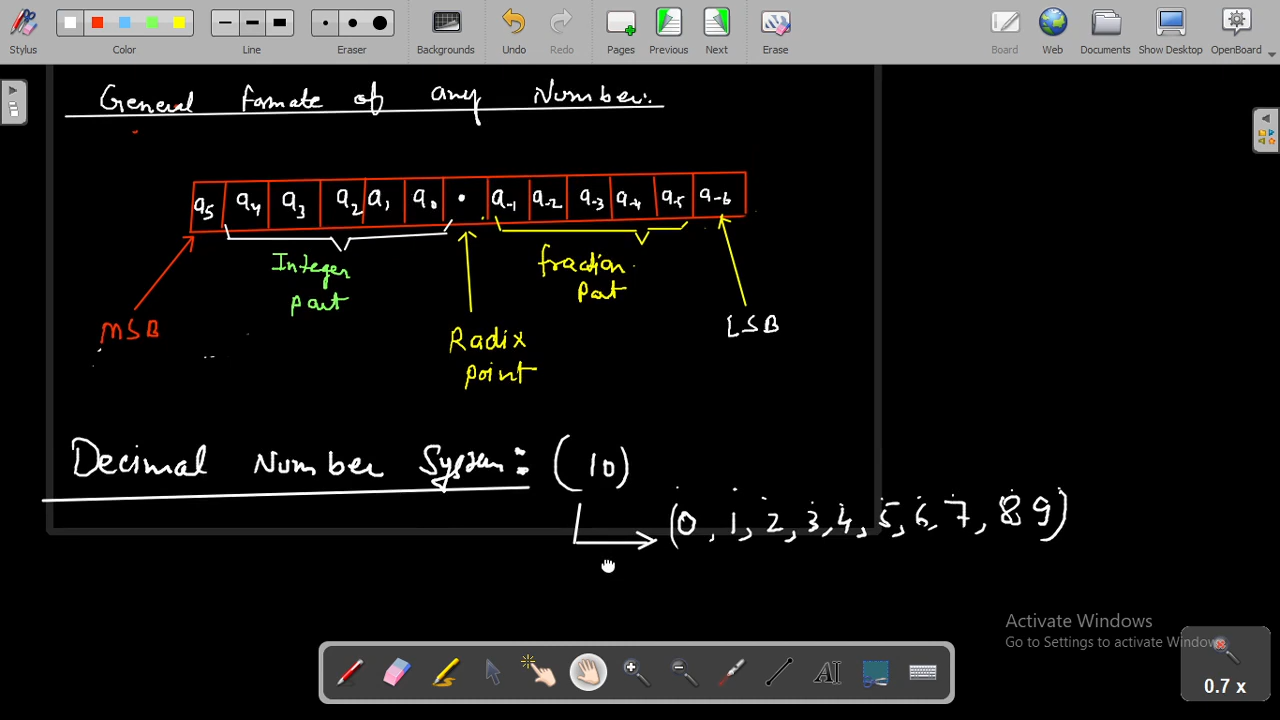 Stylus Color Line Eraser Backgrounds Undo Redo Pages Previous Next Erase Board Web Documents Show Desktop OpenBoard
General Formate of any Number:
a5 a4 a3 a2 a1 a0 . a-1 a-2 a-3 a-4 a-5 a-6
Integer part
fraction part
MSB
Radix point
LSB
Decimal Number System: (10)
(0, 1, 2, 3, 4, 5, 6, 7, 8 9)
Activate Windows
Go to Settings to activate Windows
0.7 x